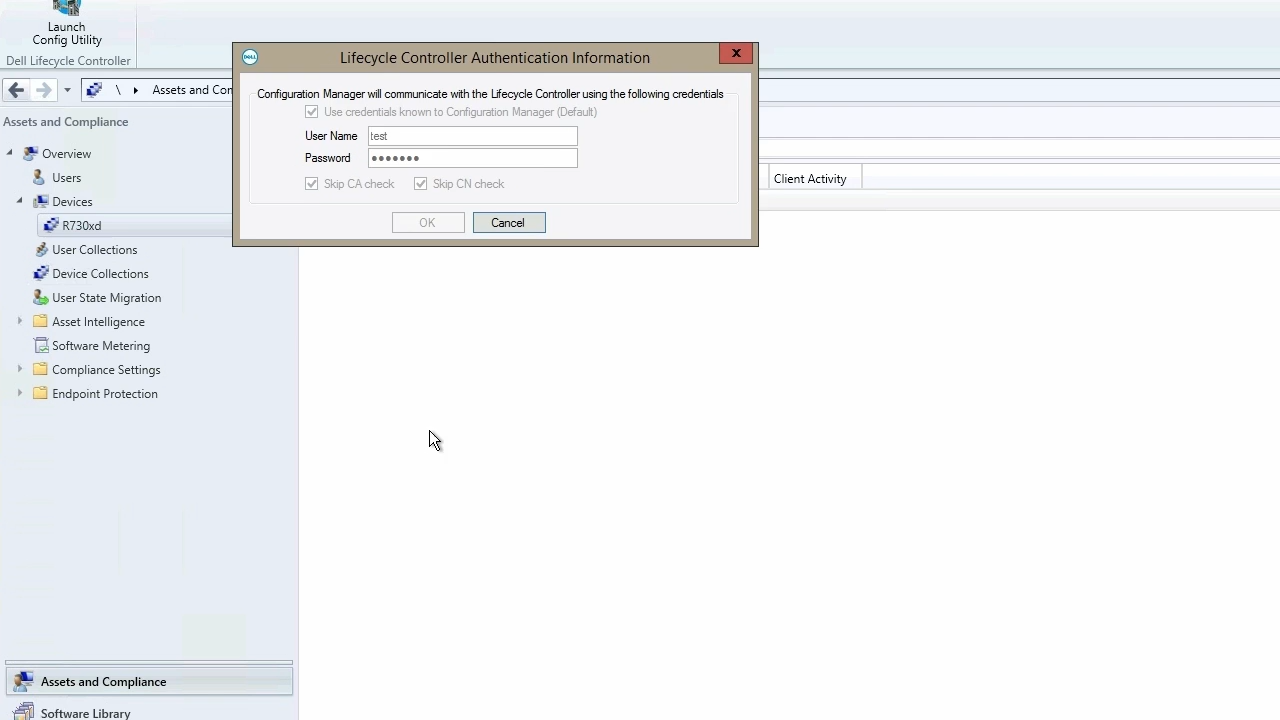 Launch
Config Utility
Dell Lifecycle Controller
DELL
Lifecycle Controller Authentication Information
x
Configuration Manager will communicate with the Lifecycle Controller using the following credentials
Use credentials known to Configuration Manager (Default)
User Name test
Password •••••••
Skip CA check Skip CN check
OK Cancel
\ Assets and Con
Assets and Compliance
Client Activity
Overview
Users
Devices
R730xd
User Collections
Device Collections
User State Migration
Asset Intelligence
Software Metering
Compliance Settings
Endpoint Protection
Assets and Compliance
Software Library